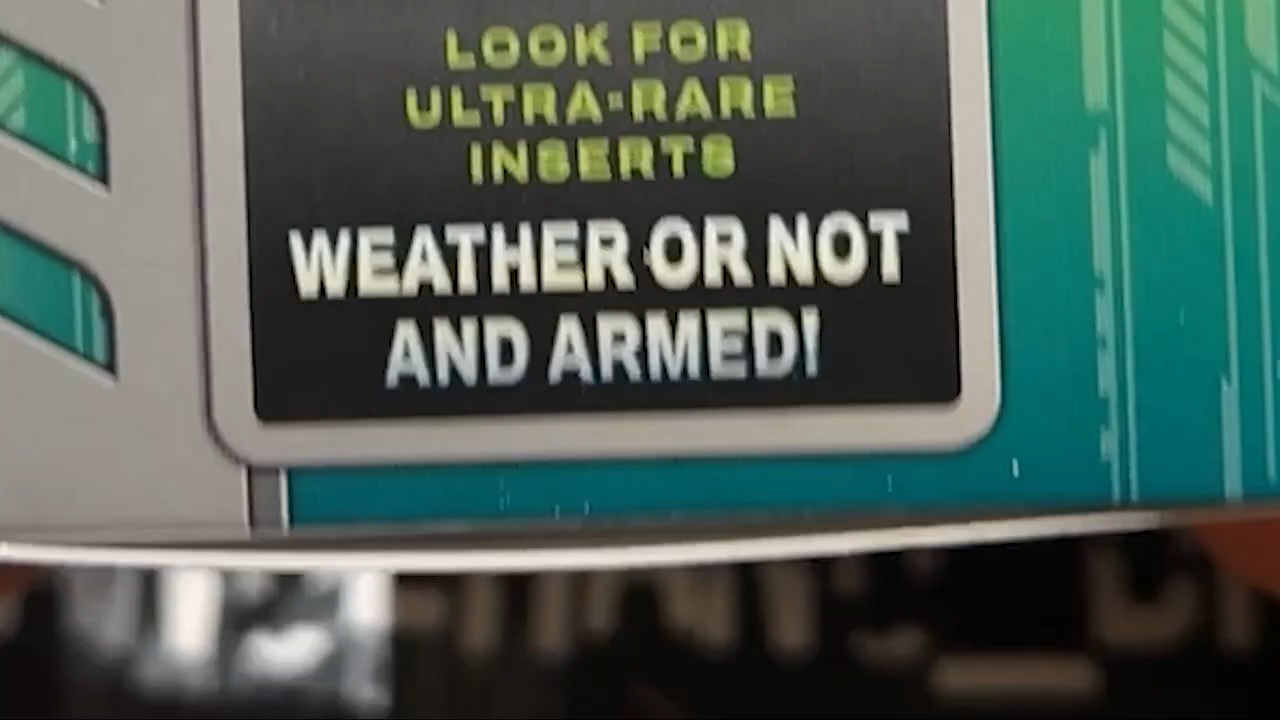 LOOK FOR
ULTRA-RARE
INSERTS
WEATHER OR NOT
AND ARMED!